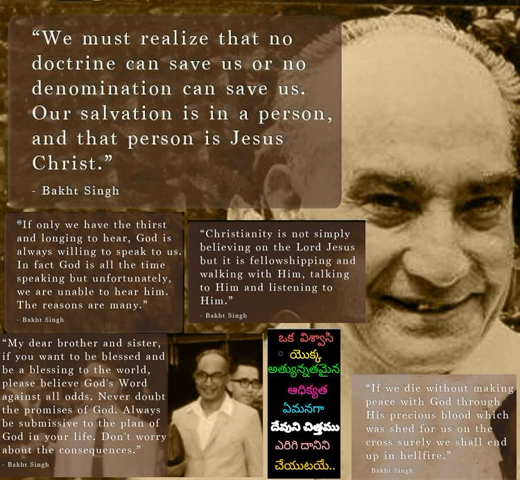 “We must realize that no
doctrine can save us or no
denomination can save us.
Our salvation is in a person,
and that person is Jesus
Christ.”
- Bakht Singh
“If only we have the thirst
and longing to hear, God is
always willing to speak to us.
In fact God is all the time
speaking but unfortunately,
we are unable to hear him.
The reasons are many.”
- Bakht Singh
“Christianity is not simply
believing on the Lord Jesus
but it is fellowshipping and
walking with Him, talking
to Him and listening to
Him.”
- Bakht Singh
“My dear brother and sister,
if you want to be blessed and
be a blessing to the world,
please believe God's Word
against all odds. Never doubt
the promises of God. Always
be submissive to the plan of
God in your life. Don't worry
about the consequences.”
- Bakht Singh
ఒక విశ్వాసి
యొక్క
అత్యున్నతమైన
ఆధిక్యత
ఏమనగా
దేవుని చిత్తము
ఎరిగి దానిని
చేయుటయే..
“If we die without making
peace with God through
His precious blood which
was shed for us on the
cross surely we shall end
up in hellfire.”
- Bakht Singh